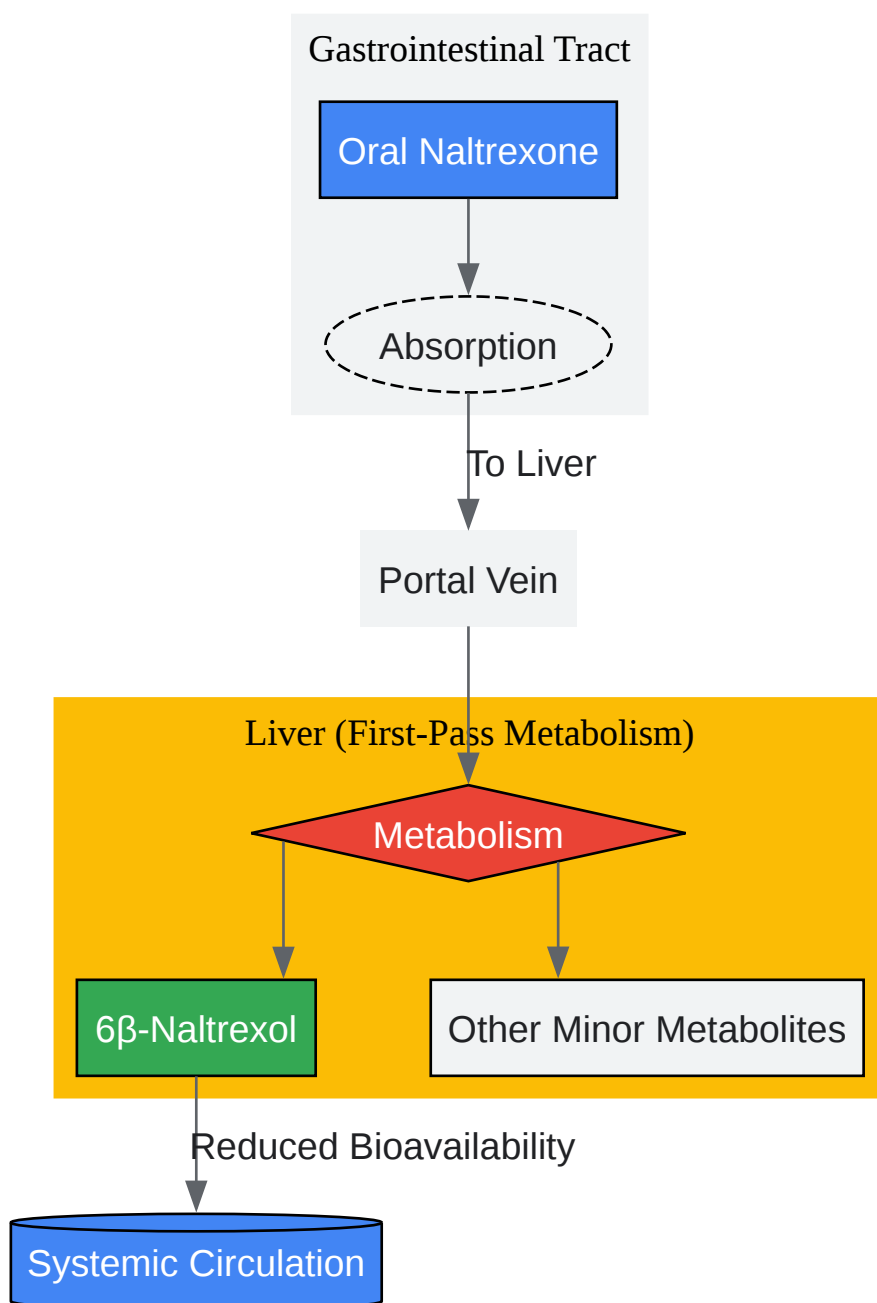 Gastrointestinal Tract
Oral Naltrexone
Absorption
To Liver
Portal Vein
Liver (First-Pass Metabolism)
Metabolism
6β-Naltrexol
Other Minor Metabolites
Reduced Bioavailability
Systemic Circulation